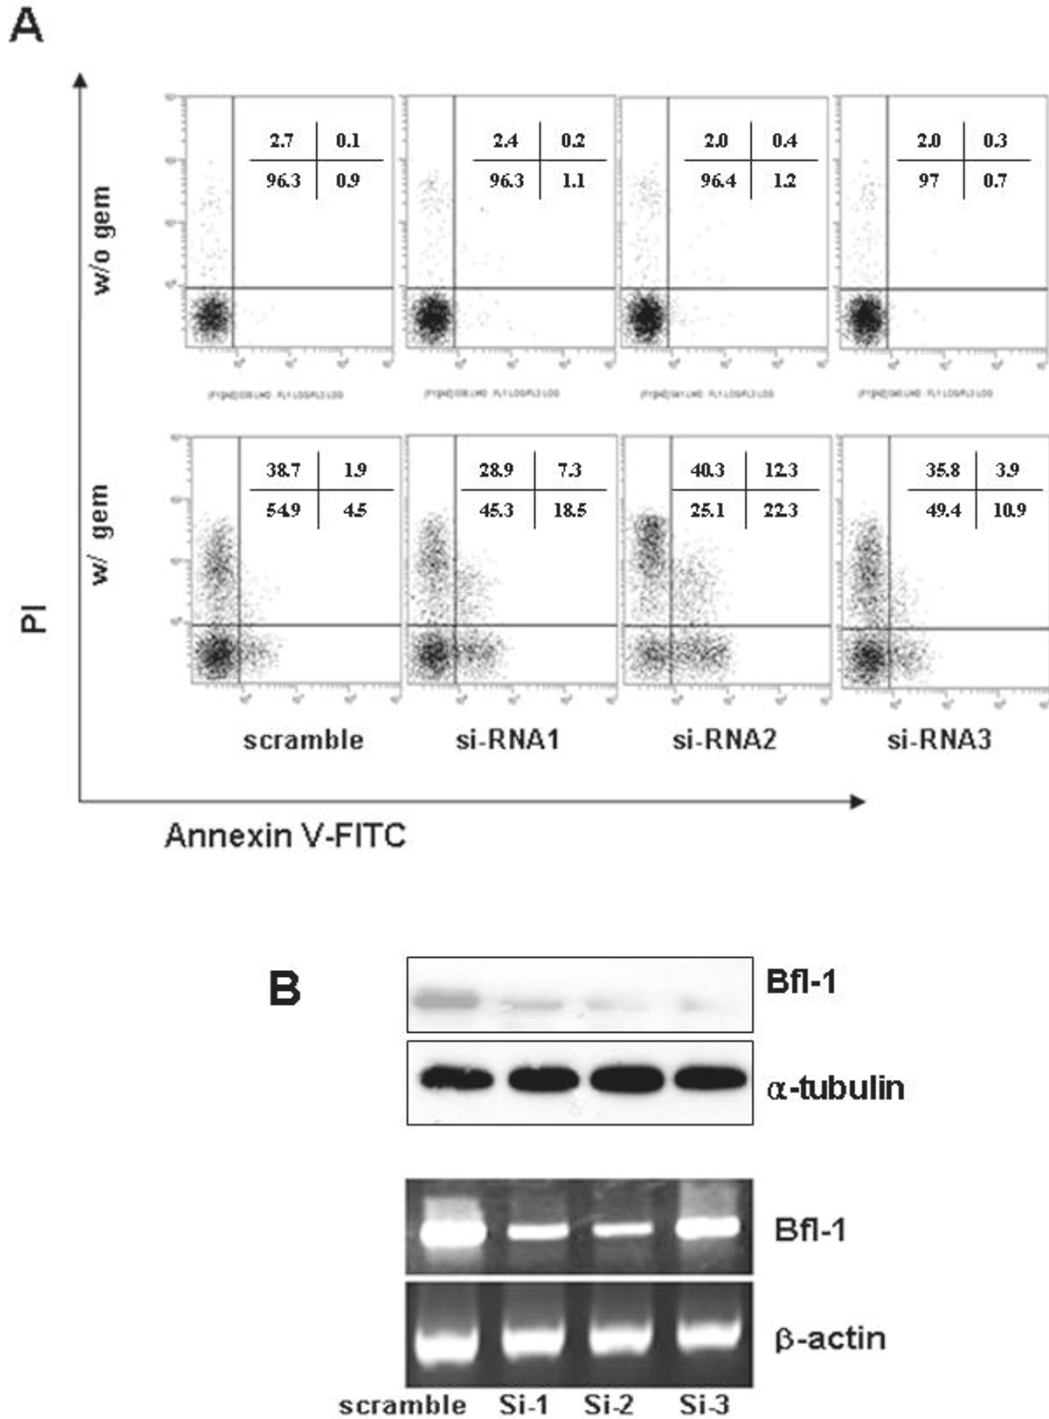 A
w/o gem
2.7 0.1
96.3 0.9
2.4 0.2
96.3 1.1
2.0 0.4
96.4 1.2
2.0 0.3
97 0.7
w/ gem
38.7 1.9
54.9 4.5
28.9 7.3
45.3 18.5
40.3 12.3
25.1 22.3
35.8 3.9
49.4 10.9
PI
scramble si-RNA1 si-RNA2 si-RNA3
Annexin V-FITC
B
Bfl-1
α-tubulin
Bfl-1
β-actin
scramble Si-1 Si-2 Si-3